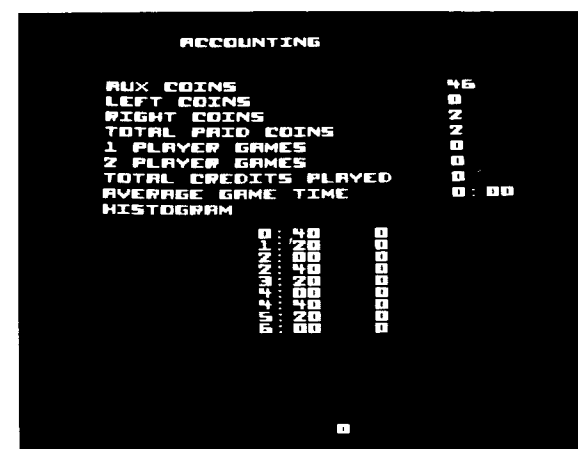 ACCOUNTING
AUX COINS 46
LEFT COINS 0
RIGHT COINS 2
TOTAL PAID COINS 2
1 PLAYER GAMES 0
2 PLAYER GAMES 0
TOTAL CREDITS PLAYED 0
AVERAGE GAME TIME 0:00
HISTOGRAM
0:40 0
1:20 0
2:00 0
2:40 0
3:20 0
4:00 0
4:40 0
5:20 0
6:00 0
0